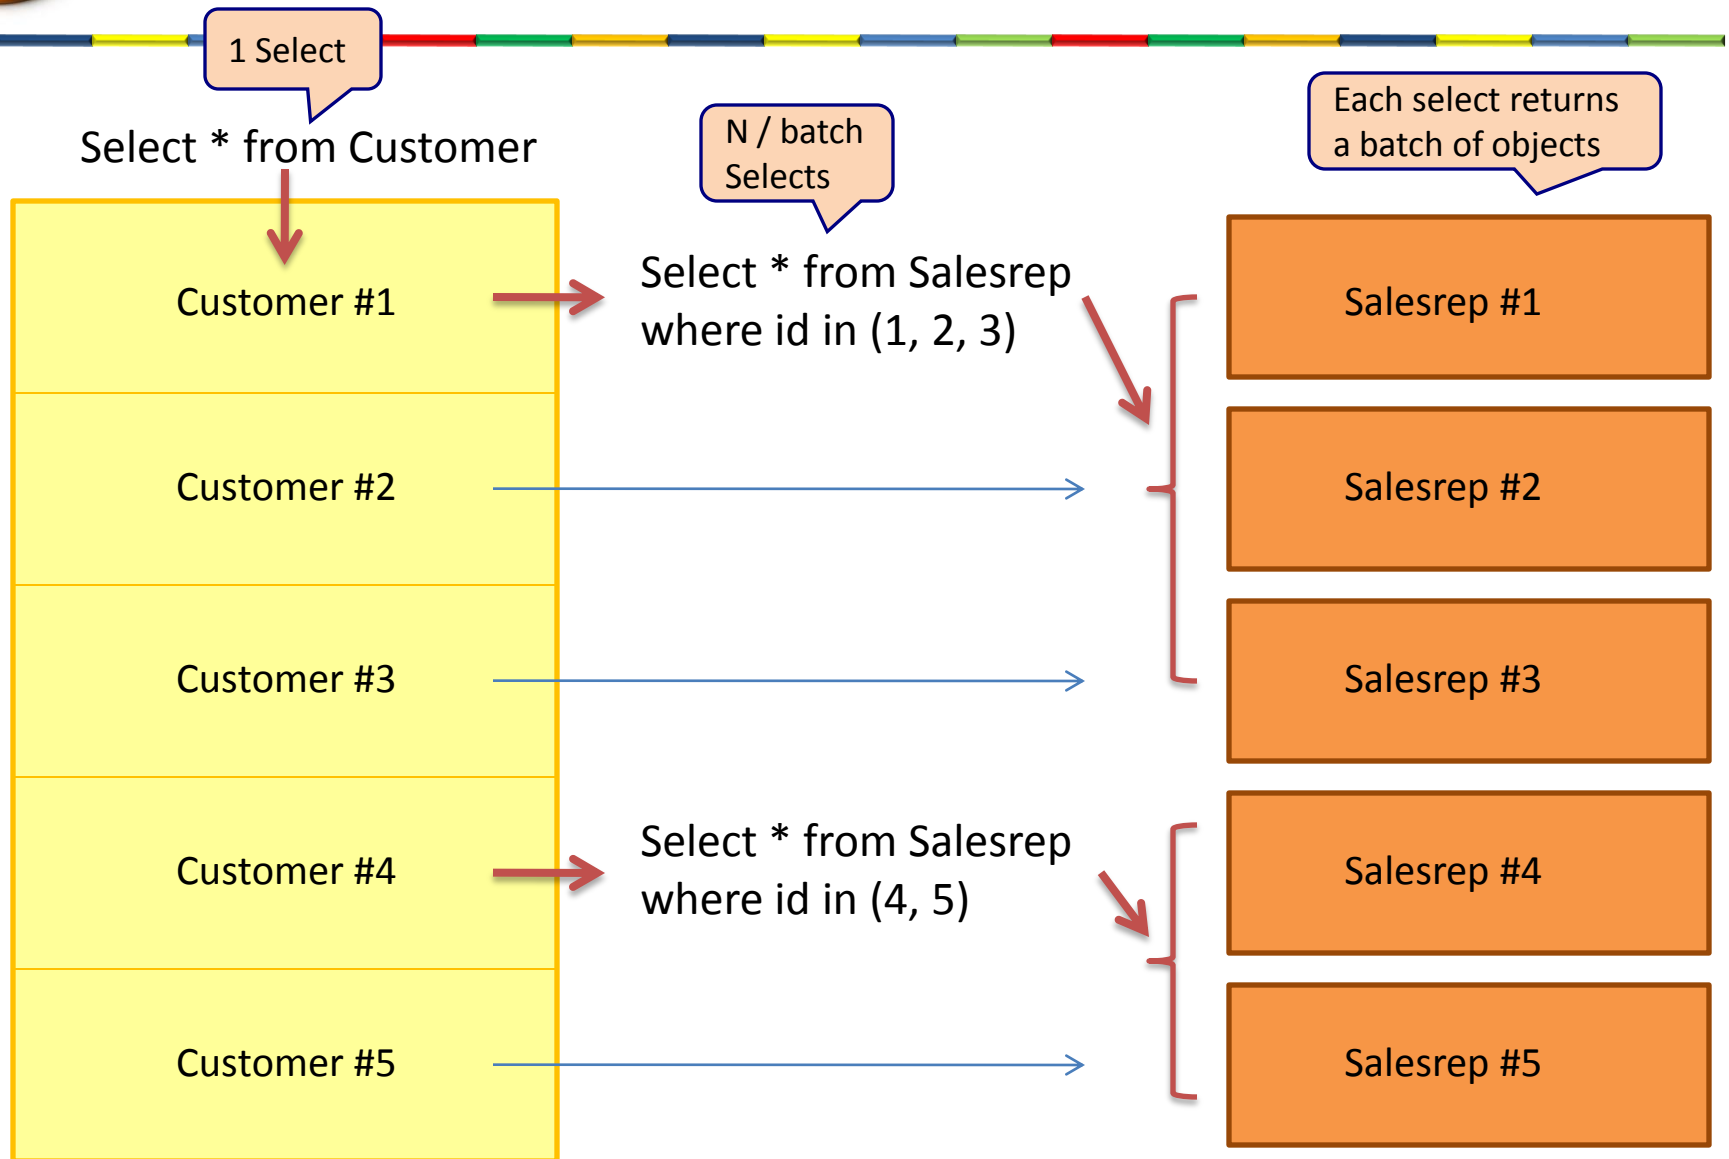 1 Select
Select * from Customer
N / batch
Selects
Each select returns
a batch of objects
Customer #1
Select * from Salesrep
where id in (1, 2, 3)
Salesrep #1
Customer #2
Salesrep #2
Customer #3
Salesrep #3
Customer #4
Select * from Salesrep
where id in (4, 5)
Salesrep #4
Customer #5
Salesrep #5